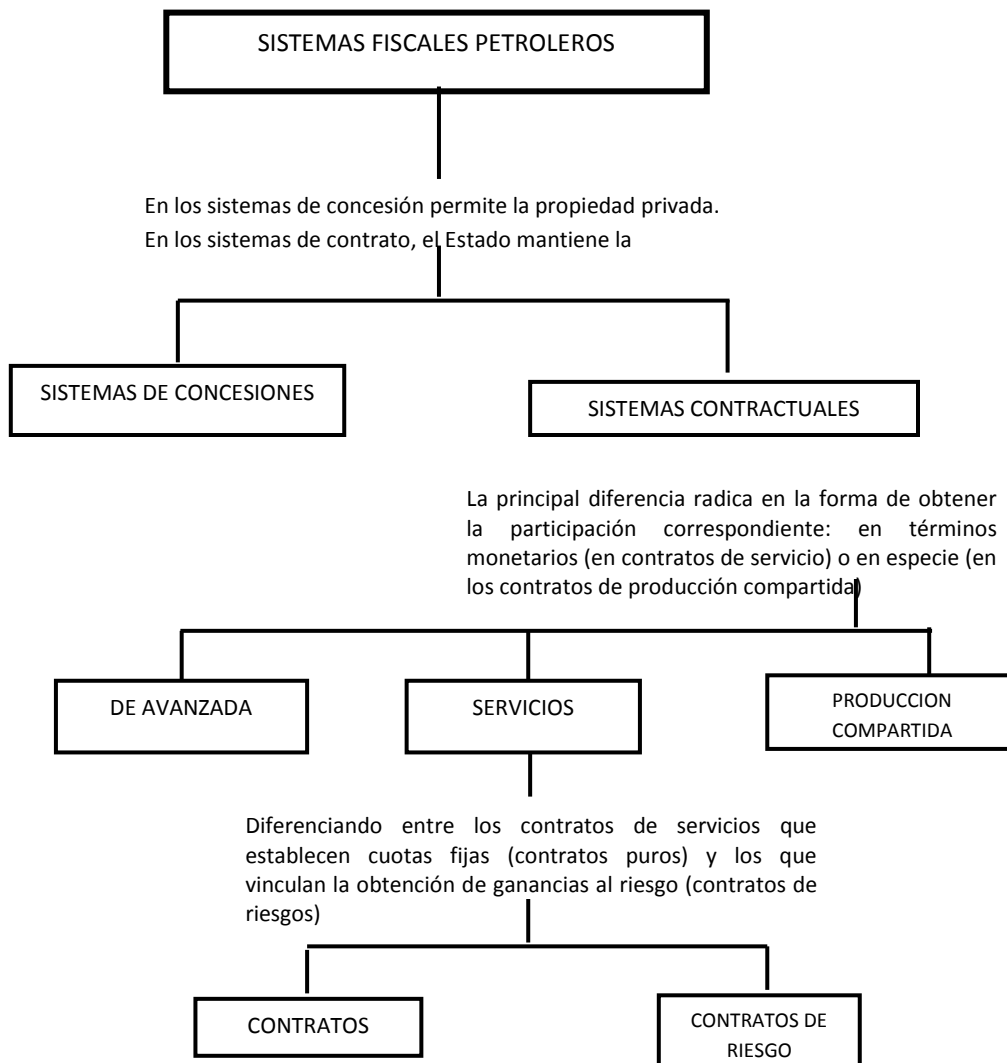 SISTEMAS FISCALES PETROLEROS
En los sistemas de concesión permite la propiedad privada.
En los sistemas de contrato, el Estado mantiene la
SISTEMAS DE CONCESIONES
SISTEMAS CONTRACTUALES
La principal diferencia radica en la forma de obtener
la participación correspondiente: en términos
monetarios (en contratos de servicio) o en especie (en
los contratos de producción compartida)
DE AVANZADA
SERVICIOS
PRODUCCION
COMPARTIDA
Diferenciando entre los contratos de servicios que
establecen cuotas fijas (contratos puros) y los que
vinculan la obtención de ganancias al riesgo (contratos de
riesgos)
CONTRATOS
CONTRATOS DE
RIESGO